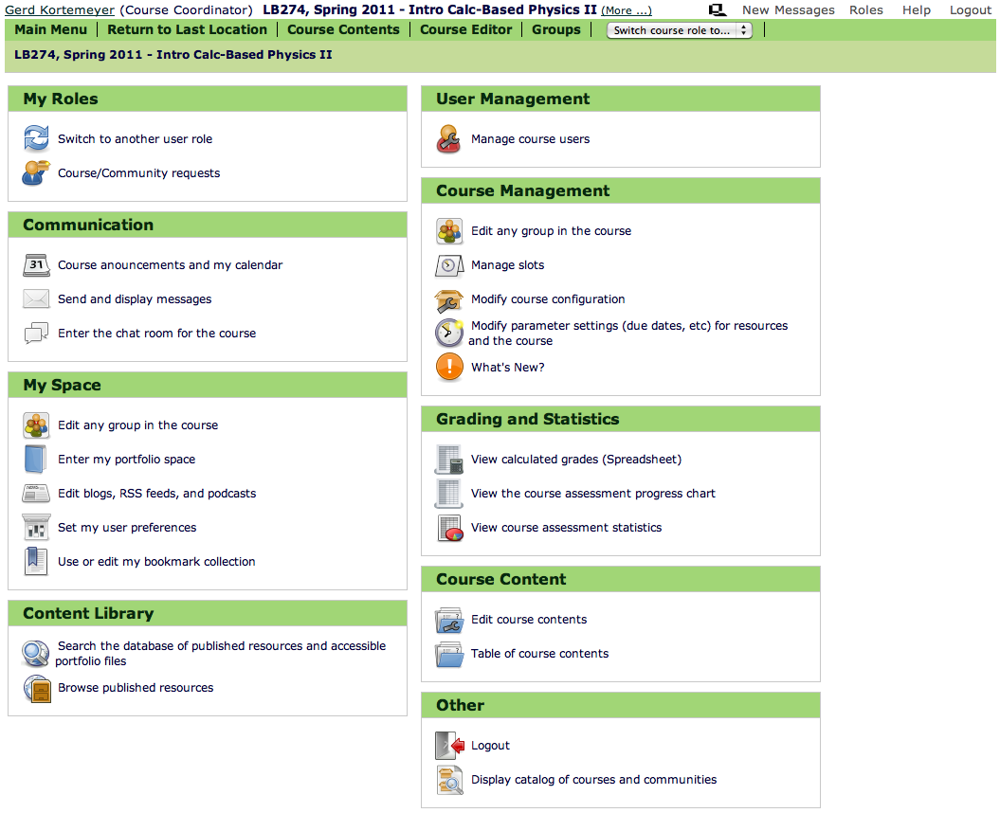 Gerd Kortemeyer (Course Coordinator) LB274, Spring 2011 - Intro Calc-Based Physics II (More ...) New Messages Roles Help Logout
Main Menu Return to Last Location Course Contents Course Editor Groups Switch course role to...
LB274, Spring 2011 - Intro Calc-Based Physics II
My Roles
Switch to another user role
Course/Community requests
Communication
31
Course anouncements and my calendar
Send and display messages
Enter the chat room for the course
My Space
Edit any group in the course
Enter my portfolio space
Edit blogs, RSS feeds, and podcasts
Set my user preferences
Use or edit my bookmark collection
Content Library
Search the database of published resources and accessible
portfolio files
Browse published resources
User Management
Manage course users
Course Management
Edit any group in the course
Manage slots
Modify course configuration
Modify parameter settings (due dates, etc) for resources
and the course
What's New?
Grading and Statistics
View calculated grades (Spreadsheet)
View the course assessment progress chart
View course assessment statistics
Course Content
Edit course contents
Table of course contents
Other
Logout
Display catalog of courses and communities